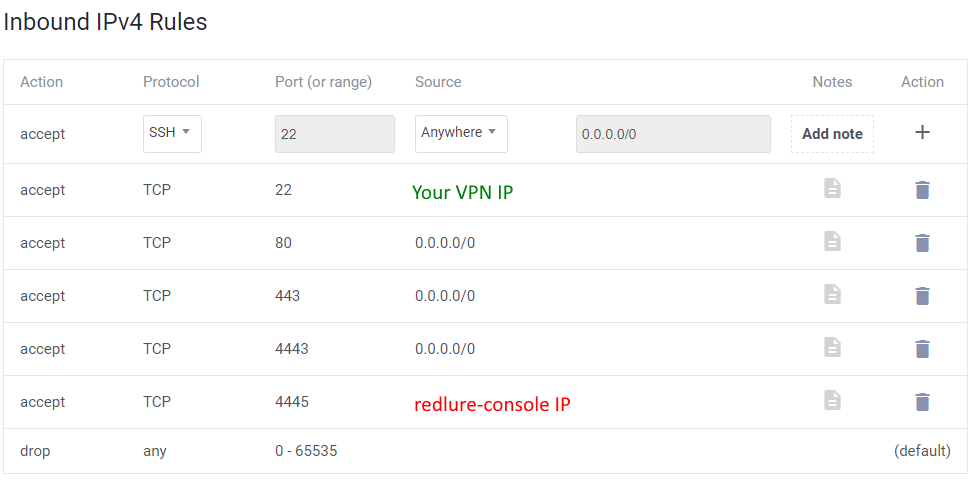 Inbound IPv4 Rules
Action Protocol Port (or range) Source Notes Action
accept SSH 22 Anywhere 0.0.0.0/0 Add note +
accept TCP 22 Your VPN IP
accept TCP 80 0.0.0.0/0
accept TCP 443 0.0.0.0/0
accept TCP 4443 0.0.0.0/0
accept TCP 4445 redlure-console IP
drop any 0 - 65535 (default)